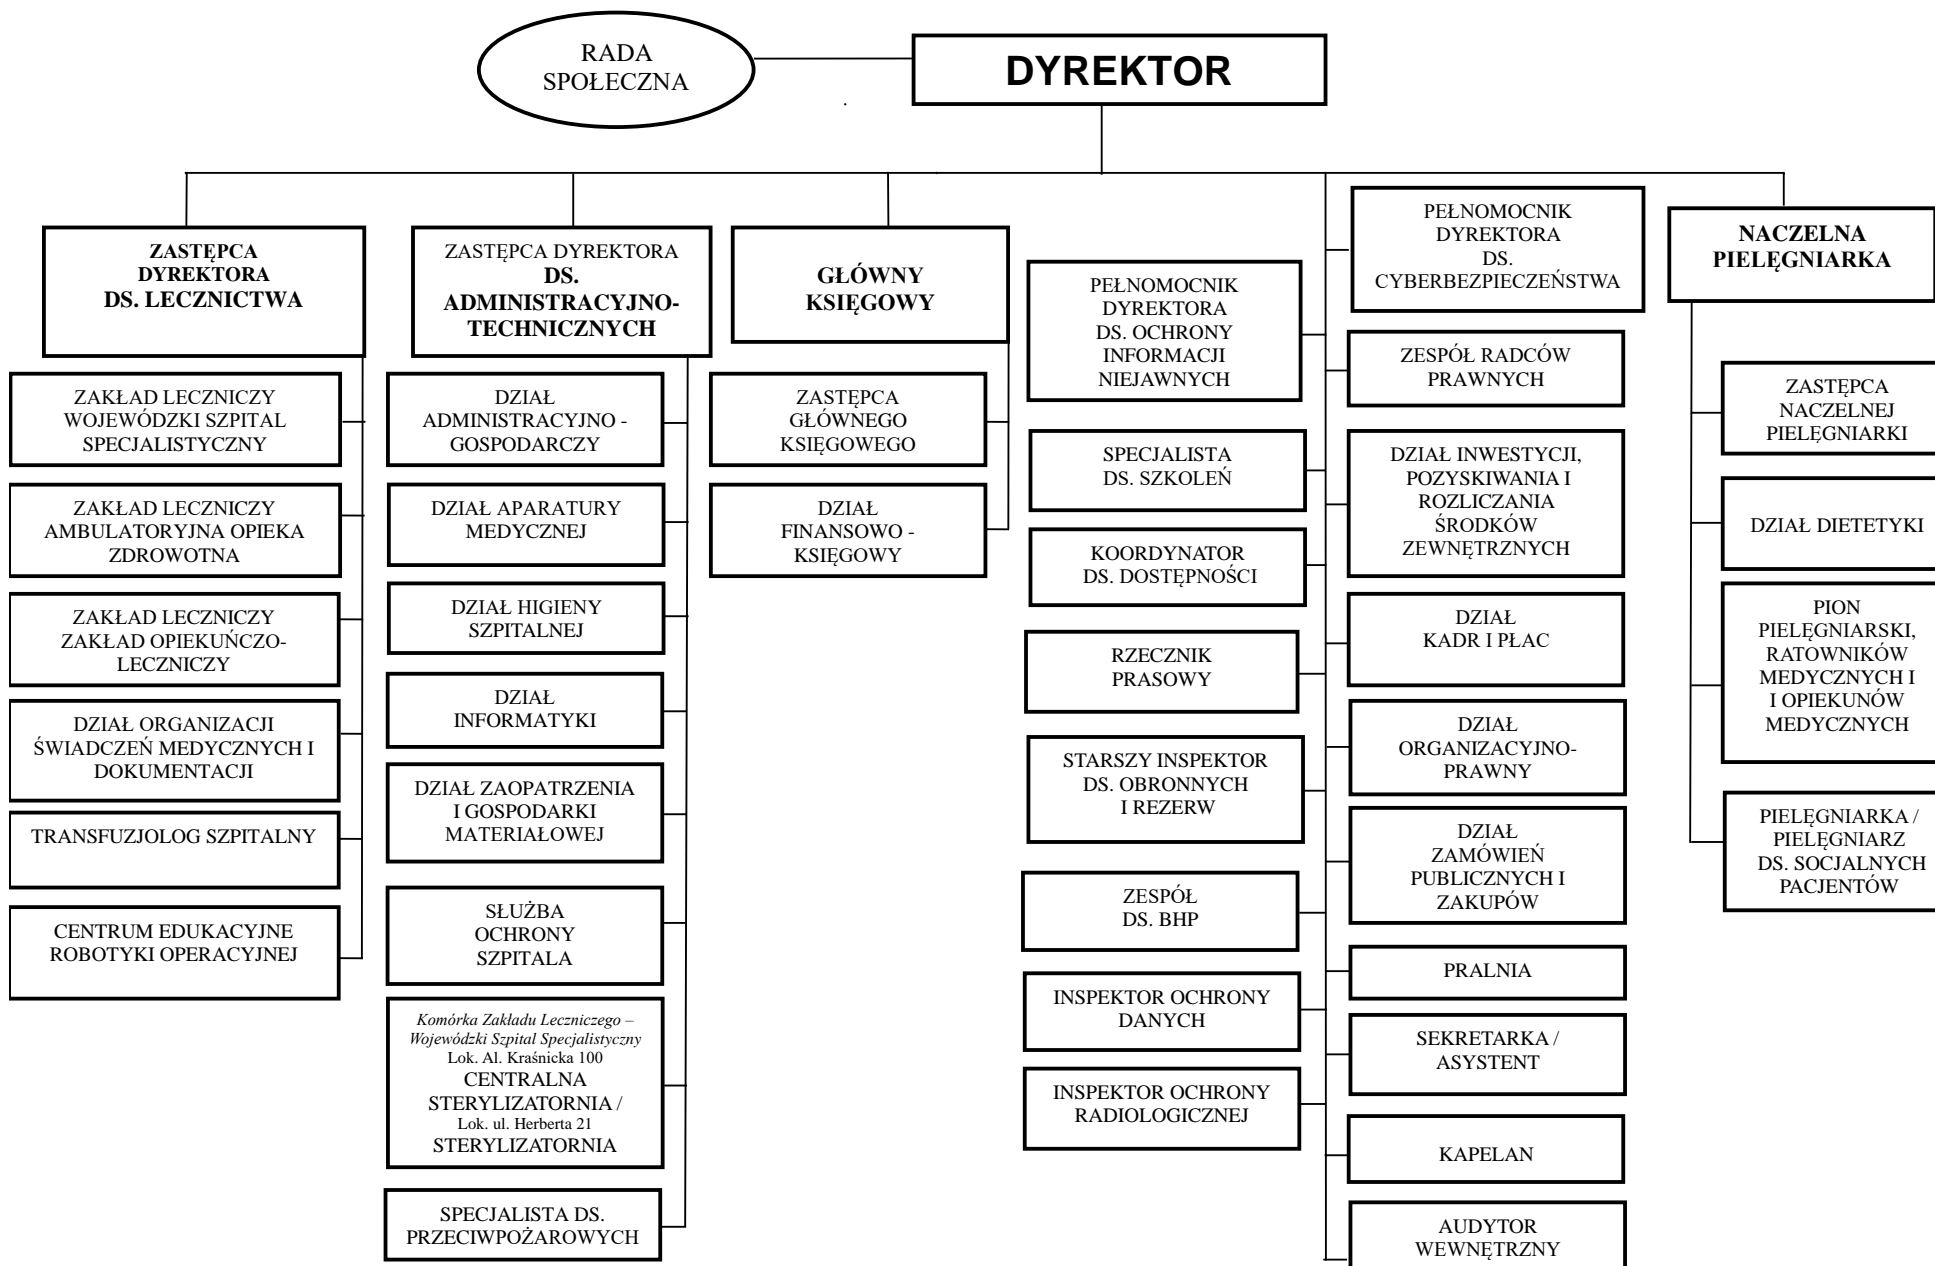 RADA
SPOŁECZNA
DYREKTOR
.
ZASTĘPCA
DYREKTORA
DS. LECZNICTWA
ZAKŁAD LECZNICZY
WOJEWÓDZKI SZPITAL
SPECJALISTYCZNY
ZAKŁAD LECZNICZY
AMBULATORYJNA OPIEKA
ZDROWOTNA
ZAKŁAD LECZNICZY
ZAKŁAD OPIEKUŃCZO-
LECZNICZY
DZIAŁ ORGANIZACJI
ŚWIADCZEŃ MEDYCZNYCH I
DOKUMENTACJI
TRANSFUZJOLOG SZPITALNY
CENTRUM EDUKACYJNE
ROBOTYKI OPERACYJNEJ
ZASTĘPCA DYREKTORA
DS.
ADMINISTRACYJNO-
TECHNICZNYCH
DZIAŁ
ADMINISTRACYJNO -
GOSPODARCZY
DZIAŁ APARATURY
MEDYCZNEJ
DZIAŁ HIGIENY
SZPITALNEJ
DZIAŁ
INFORMATYKI
DZIAŁ ZAOPATRZENIA
I GOSPODARKI
MATERIAŁOWEJ
SŁUŻBA
OCHRONY
SZPITALA
Komórka Zakładu Leczniczego –
Wojewódzki Szpital Specjalistyczny
Lok. Al. Kraśnicka 100
CENTRALNA
STERYLIZATORNIA /
Lok. ul. Herberta 21
STERYLIZATORNIA
SPECJALISTA DS.
PRZECIWPOŻAROWYCH
GŁÓWNY
KSIĘGOWY
ZASTĘPCA
GŁÓWNEGO
KSIĘGOWEGO
DZIAŁ
FINANSOWO -
KSIĘGOWY
PEŁNOMOCNIK
DYREKTORA
DS. OCHRONY
INFORMACJI
NIEJAWNYCH
SPECJALISTA
DS. SZKOLEŃ
KOORDYNATOR
DS. DOSTĘPNOŚCI
RZECZNIK
PRASOWY
STARSZY INSPEKTOR
DS. OBRONNYCH
I REZERW
ZESPÓŁ
DS. BHP
INSPEKTOR OCHRONY
DANYCH
INSPEKTOR OCHRONY
RADIOLOGICZNEJ
PEŁNOMOCNIK
DYREKTORA
DS.
CYBERBEZPIECZEŃSTWA
ZESPÓŁ RADCÓW
PRAWNYCH
DZIAŁ INWESTYCJI,
POZYSKIWANIA I
ROZLICZANIA
ŚRODKÓW
ZEWNĘTRZNYCH
DZIAŁ
KADR I PŁAC
DZIAŁ
ORGANIZACYJNO-
PRAWNY
DZIAŁ
ZAMÓWIEŃ
PUBLICZNYCH I
ZAKUPÓW
PRALNIA
SEKRETARKA /
ASYSTENT
KAPELAN
AUDYTOR
WEWNĘTRZNY
NACZELNA
PIELĘGNIARKA
ZASTĘPCA
NACZELNEJ
PIELĘGNIARKI
DZIAŁ DIETETYKI
PION
PIELĘGNIARSKI,
RATOWNIKÓW
MEDYCZNYCH I
I OPIEKUNÓW
MEDYCZNYCH
PIELĘGNIARKA /
PIELĘGNIARZ
DS. SOCJALNYCH
PACJENTÓW